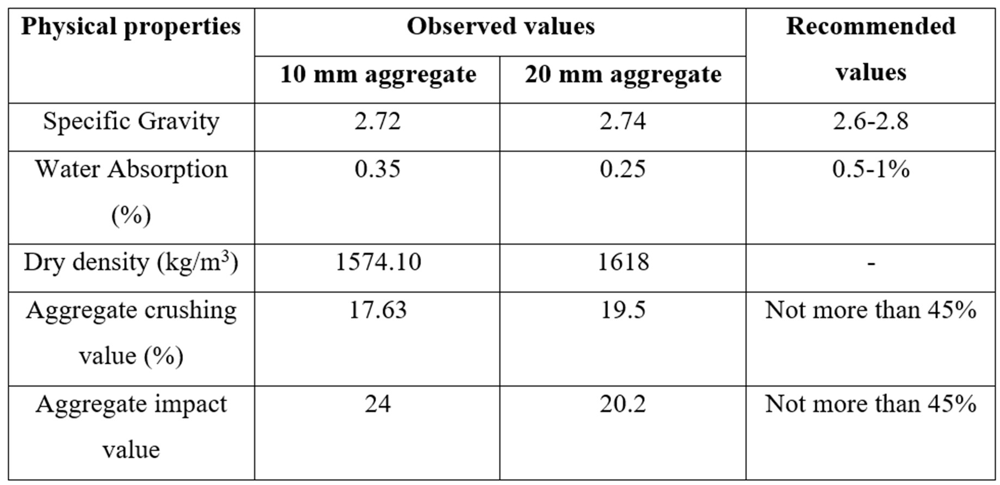 Physical properties
Observed values
Recommended
values
10 mm aggregate
20 mm aggregate
Specific Gravity
2.72
2.74
2.6-2.8
Water Absorption
(%)
0.35
0.25
0.5-1%
Dry density (kg/m³)
1574.10
1618
-
Aggregate crushing
value (%)
17.63
19.5
Not more than 45%
Aggregate impact
value
24
20.2
Not more than 45%